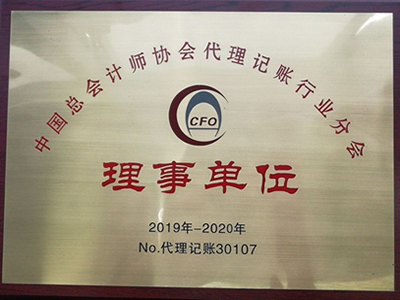 中国总会计师协会代理记账行业分会
CFO
理事单位
2019年-2020年
No.代理记账30107